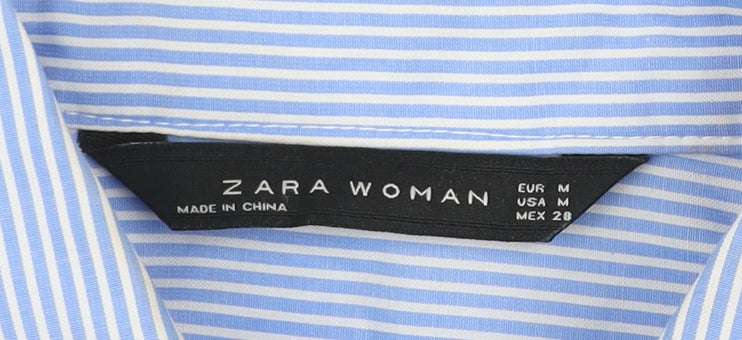 ZARA WOMAN
MADE IN CHINA
EUR M
USA M
MEX 28